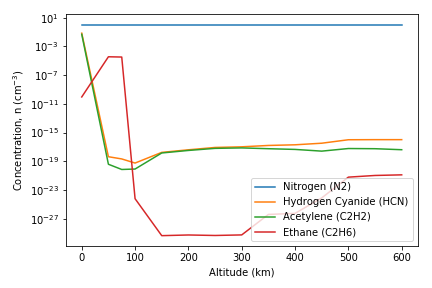 10^1
10^-3
10^-7
10^-11
10^-15
10^-19
10^-23
10^-27
Concentration, n (cm^-3)
Nitrogen (N2)
Hydrogen Cyanide (HCN)
Acetylene (C2H2)
Ethane (C2H6)
0 100 200 300 400 500 600
Altitude (km)